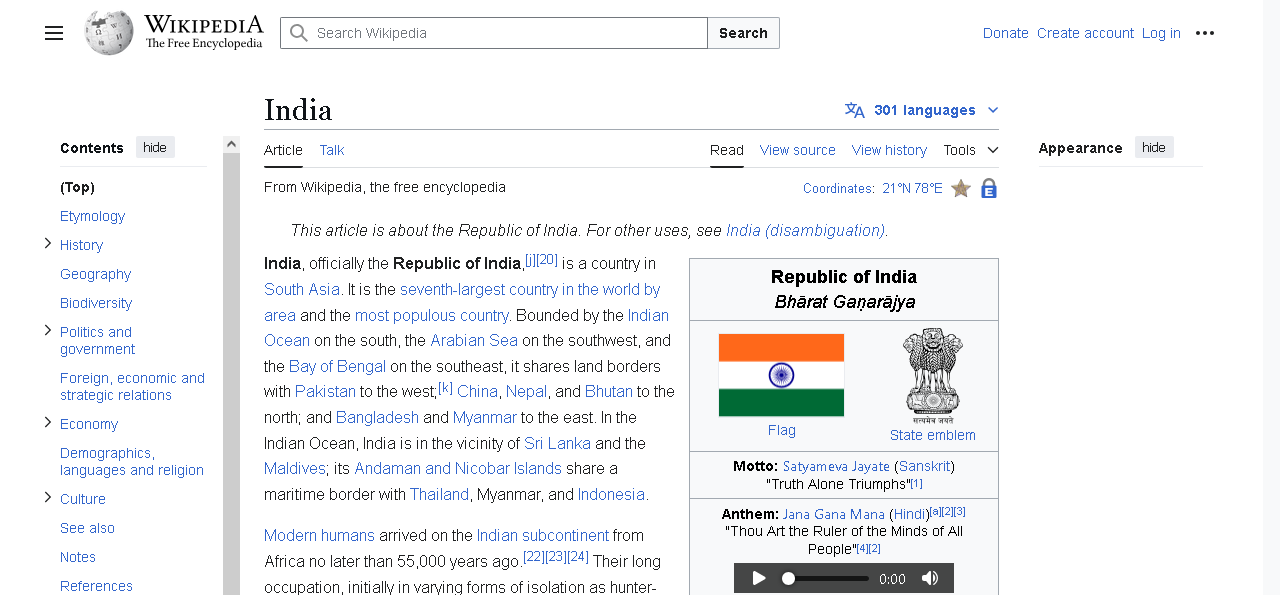 WIKIPEDIA
The Free Encyclopedia
Search Wikipedia
Search
Donate Create account Log in
India
301 languages
Contents hide
(Top)
Etymology
History
Geography
Biodiversity
Politics and
government
Foreign, economic and
strategic relations
Economy
Demographics,
languages and religion
Culture
See also
Notes
References
Article Talk
Read View source View history Tools
From Wikipedia, the free encyclopedia
Coordinates: 21°N 78°E
This article is about the Republic of India. For other uses, see India (disambiguation).
India, officially the Republic of India,[j][20] is a country in
South Asia. It is the seventh-largest country in the world by
area and the most populous country. Bounded by the Indian
Ocean on the south, the Arabian Sea on the southwest, and
the Bay of Bengal on the southeast, it shares land borders
with Pakistan to the west;[k] China, Nepal, and Bhutan to the
north; and Bangladesh and Myanmar to the east. In the
Indian Ocean, India is in the vicinity of Sri Lanka and the
Maldives; its Andaman and Nicobar Islands share a
maritime border with Thailand, Myanmar, and Indonesia.
Modern humans arrived on the Indian subcontinent from
Africa no later than 55,000 years ago.[22][23][24] Their long
occupation, initially in varying forms of isolation as hunter-
Republic of India
Bhārat Gaṇarājya
सत्यमेव जयते
Flag
State emblem
Motto: Satyameva Jayate (Sanskrit)
"Truth Alone Triumphs"[1]
Anthem: Jana Gana Mana (Hindi)[a][2][3]
"Thou Art the Ruler of the Minds of All
People"[4][2]
0:00
Appearance hide